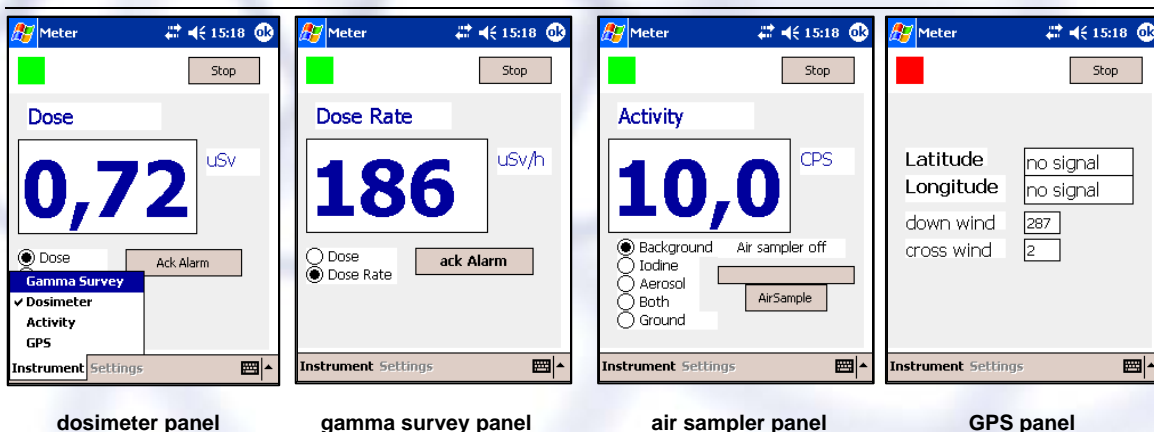 Meter 15:18 ok
Stop
Dose
0,72 uSv
Dose
Ack Alarm
Gamma Survey
Dosimeter
Activity
GPS
Instrument Settings
dosimeter panel
Meter 15:18 ok
Stop
Dose Rate
186 uSv/h
Dose
Dose Rate
ack Alarm
Instrument Settings
gamma survey panel
Meter 15:18 ok
Stop
Activity
10,0 CPS
Background Air sampler off
Iodine
Aerosol
Both
Ground
AirSample
Instrument Settings
air sampler panel
Meter 15:18 ok
Stop
Latitude no signal
Longitude no signal
down wind 287
cross wind 2
Instrument Settings
GPS panel